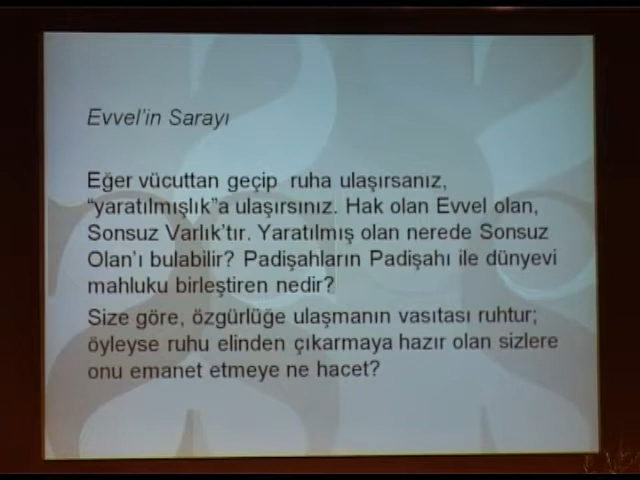 Evvel'in Sarayı
Eğer vücuttan geçip ruha ulaşırsanız,
"yaratılmışlık"a ulaşırsınız. Hak olan Evvel olan,
Sonsuz Varlık'tır. Yaratılmış olan nerede Sonsuz
Olan'ı bulabilir? Padişahların Padişahı ile dünyevi
mahluku birleştiren nedir?
Size göre, özgürlüğe ulaşmanın vasıtası ruhtur;
öyleyse ruhu elinden çıkarmaya hazır olan sizlere
onu emanet etmeye ne hacet?